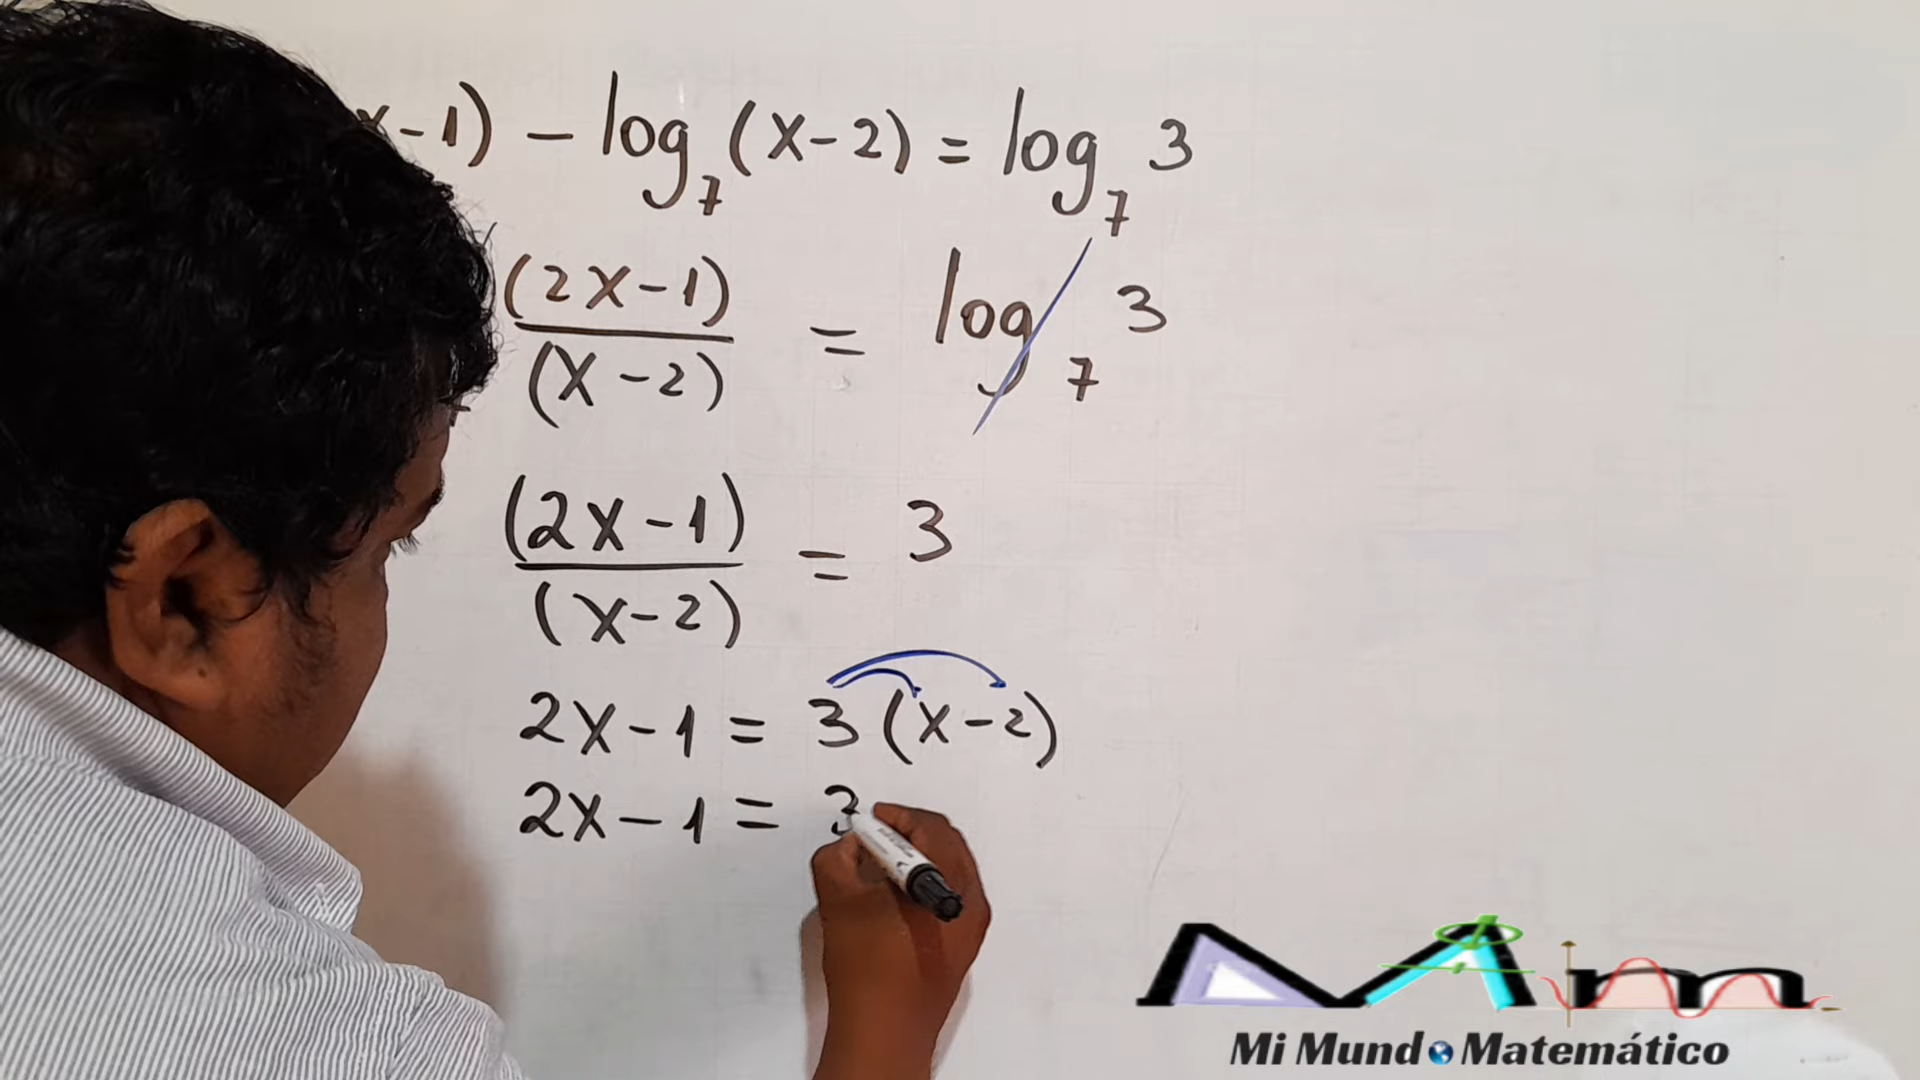 x-1) - log₇ (x-2) = log₇ 3
(2x-1)
(x-2) = log₇ 3
(2x-1)
(x-2) = 3
2x-1 = 3(x-2)
2x-1 = 3
Mi Mundo Matemático